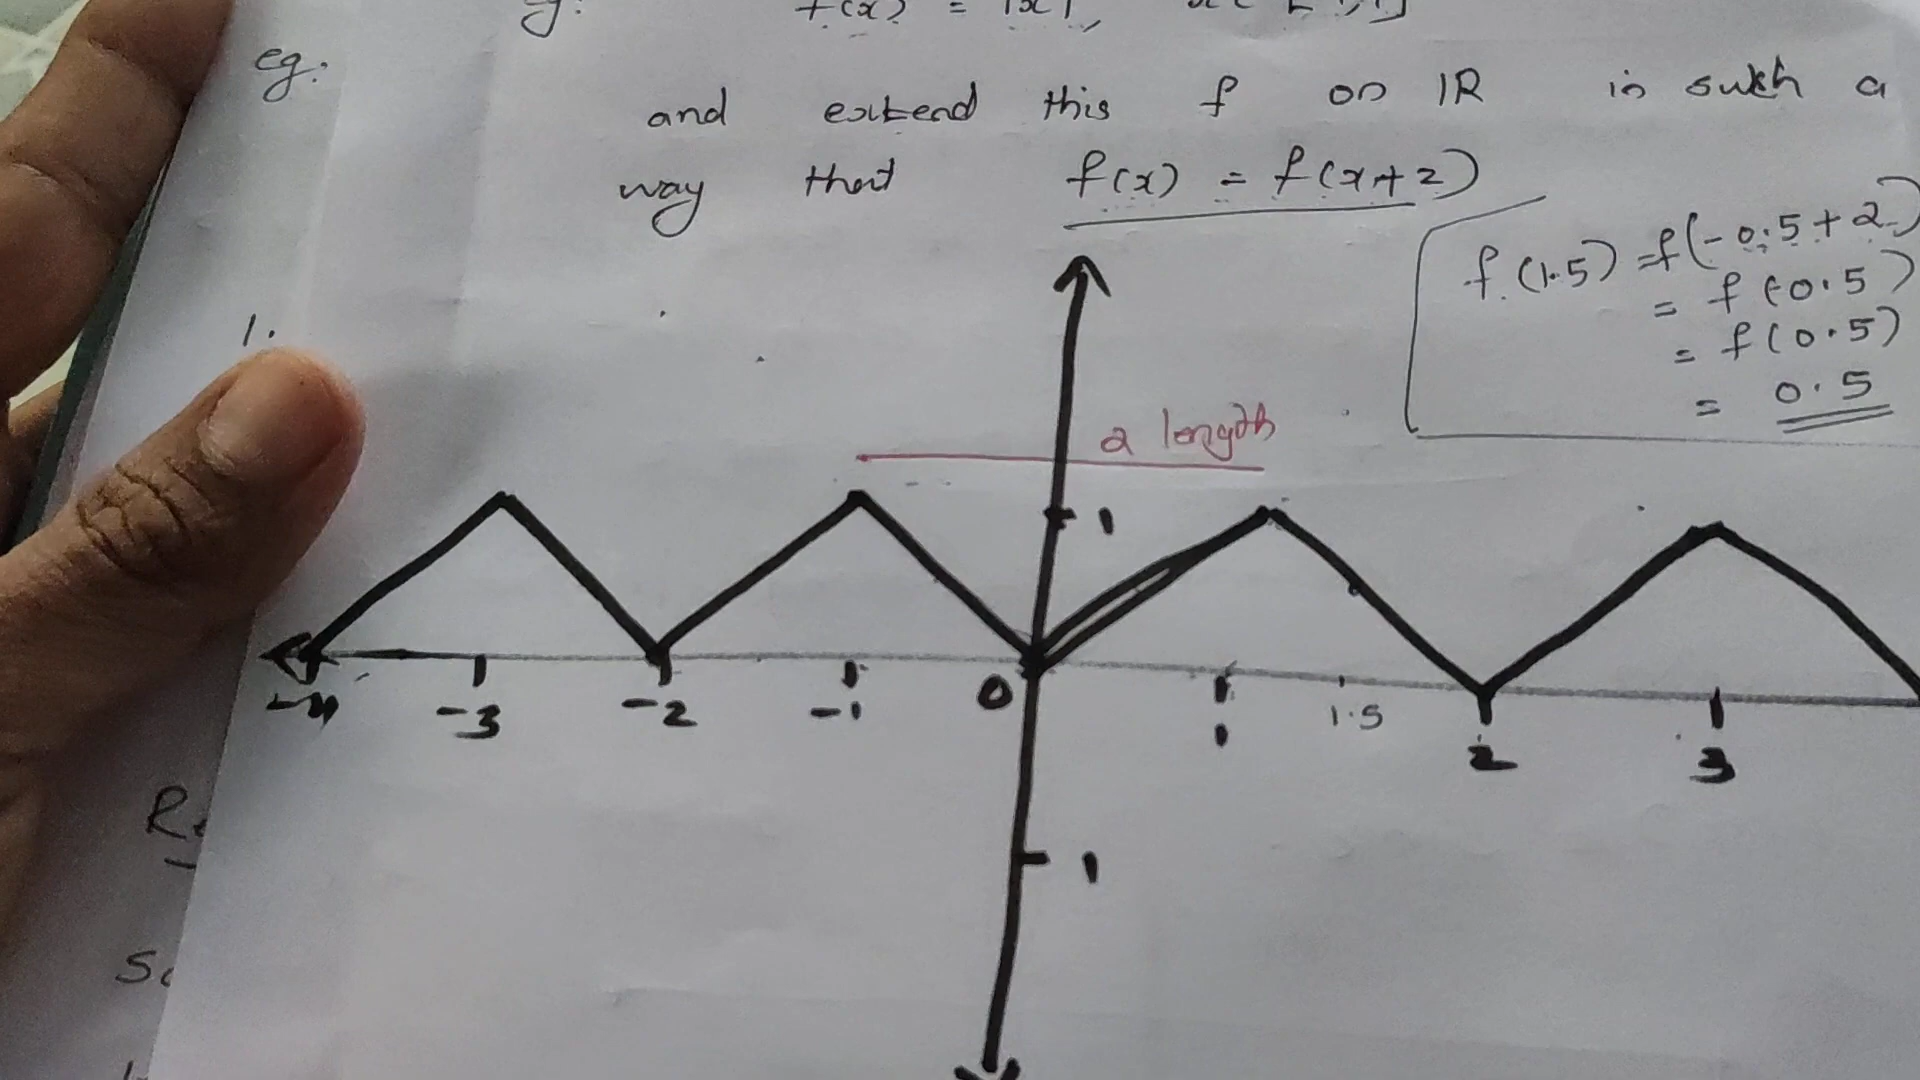 f(x) = |x|,
eg:
and extend this f on IR in such a
way that f(x) = f(x+2)
f(1.5) = f(-0.5+2)
= f(-0.5)
= f(0.5)
= 0.5
1.
2 length
1
-4 -3 -2 -1 0 1 1.5 2 3
1